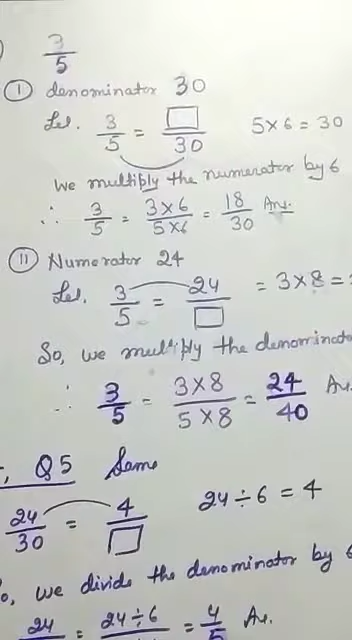 3/5
(I) denominator 30
Let. 3/5 = □/30 5×6 = 30
We multiply the numerator by 6
∴ 3/5 = 3×6/5×6 = 18/30 Ans.
(II) Numerator 24
Let. 3/5 = 24/□ = 3×8 =
So, we multiply the
∴ 3/5 = 3×8/5×8 = 24/40
Q5 Same
24/30 = 4/□ 24÷6 = 4
we divide the denominator by
24 = 24÷6 = 4/5 Ans.